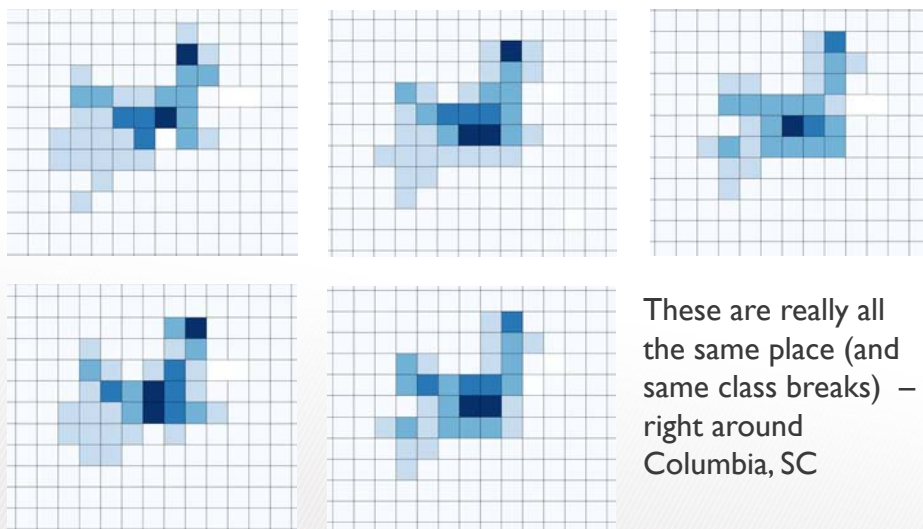 These are really all
the same place (and
same class breaks) –
right around
Columbia, SC